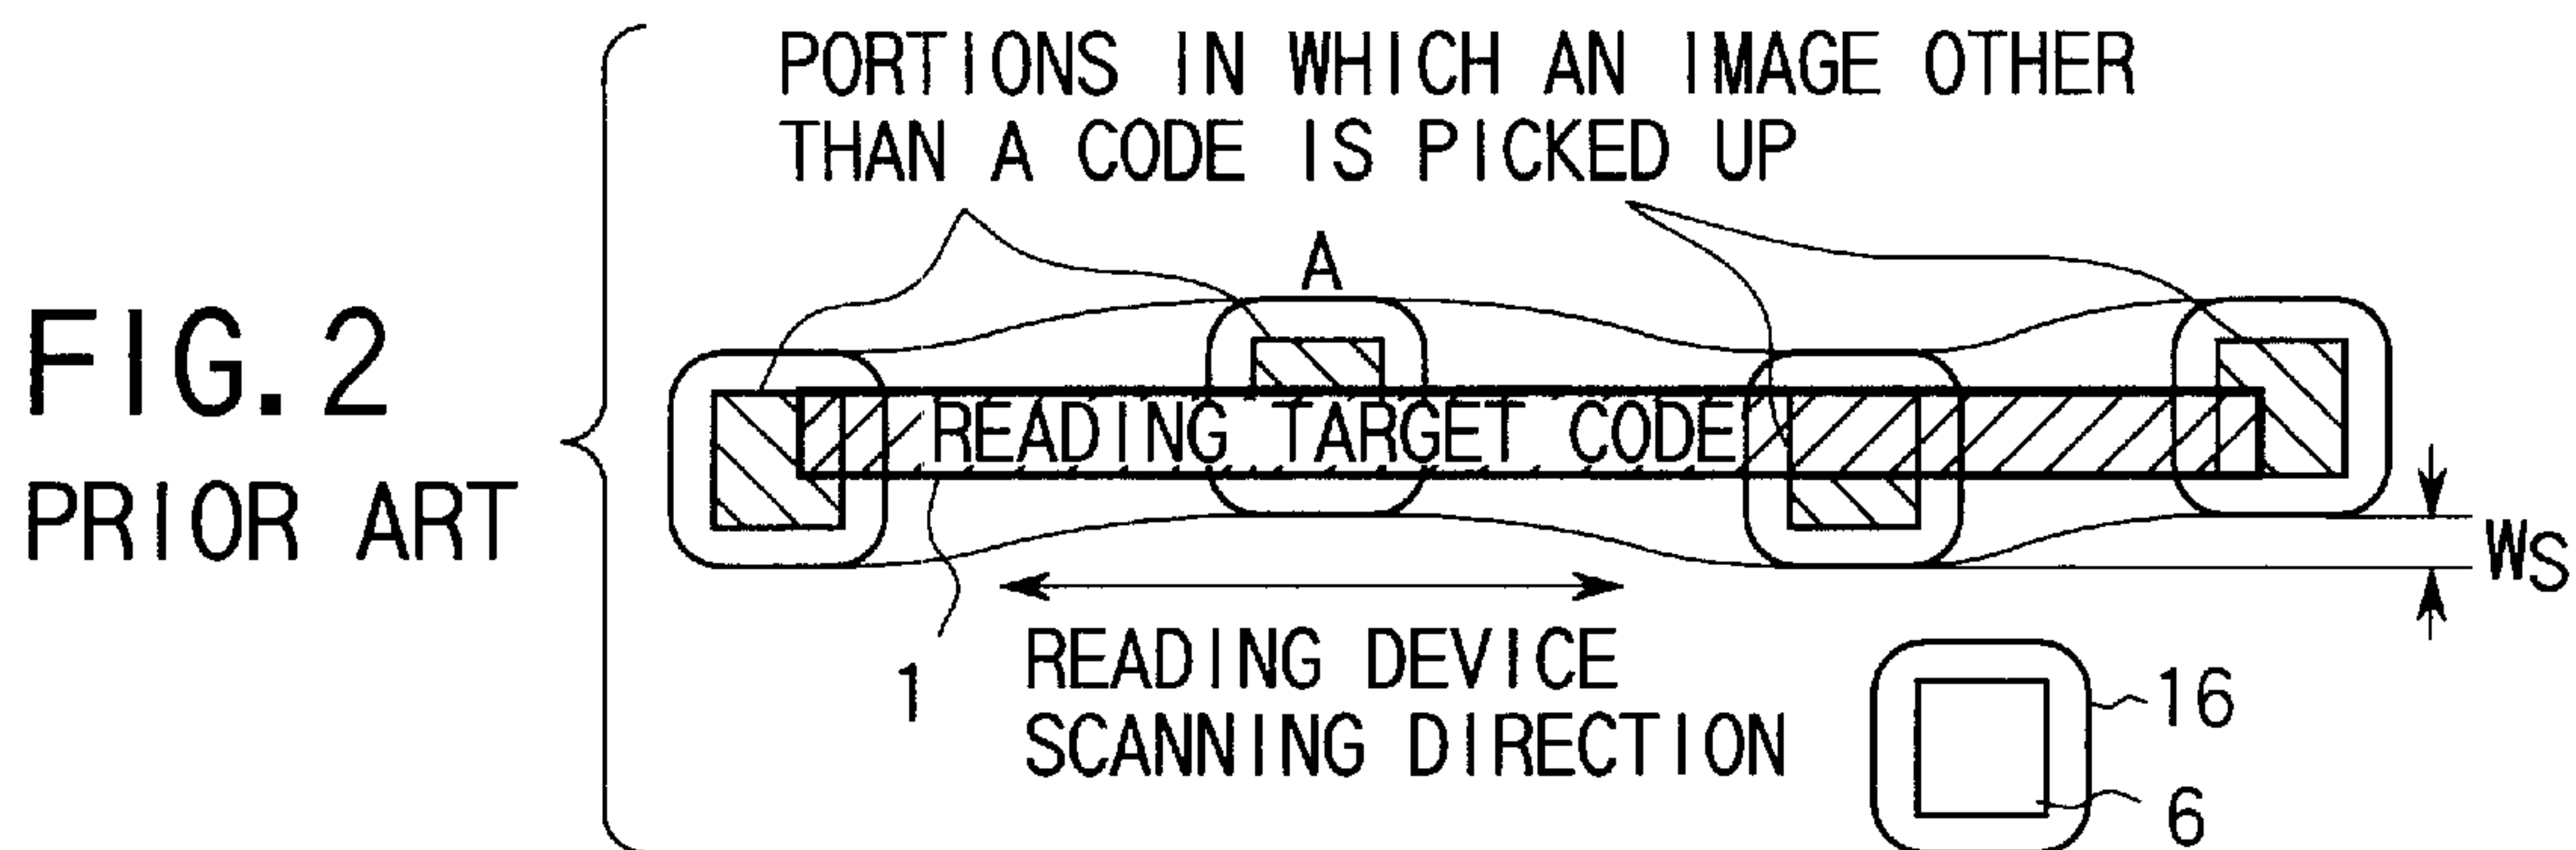 FIG.2
PRIOR ART
PORTIONS IN WHICH AN IMAGE OTHER
THAN A CODE IS PICKED UP
A
READING TARGET CODE
WS
1
READING DEVICE
SCANNING DIRECTION
16
6